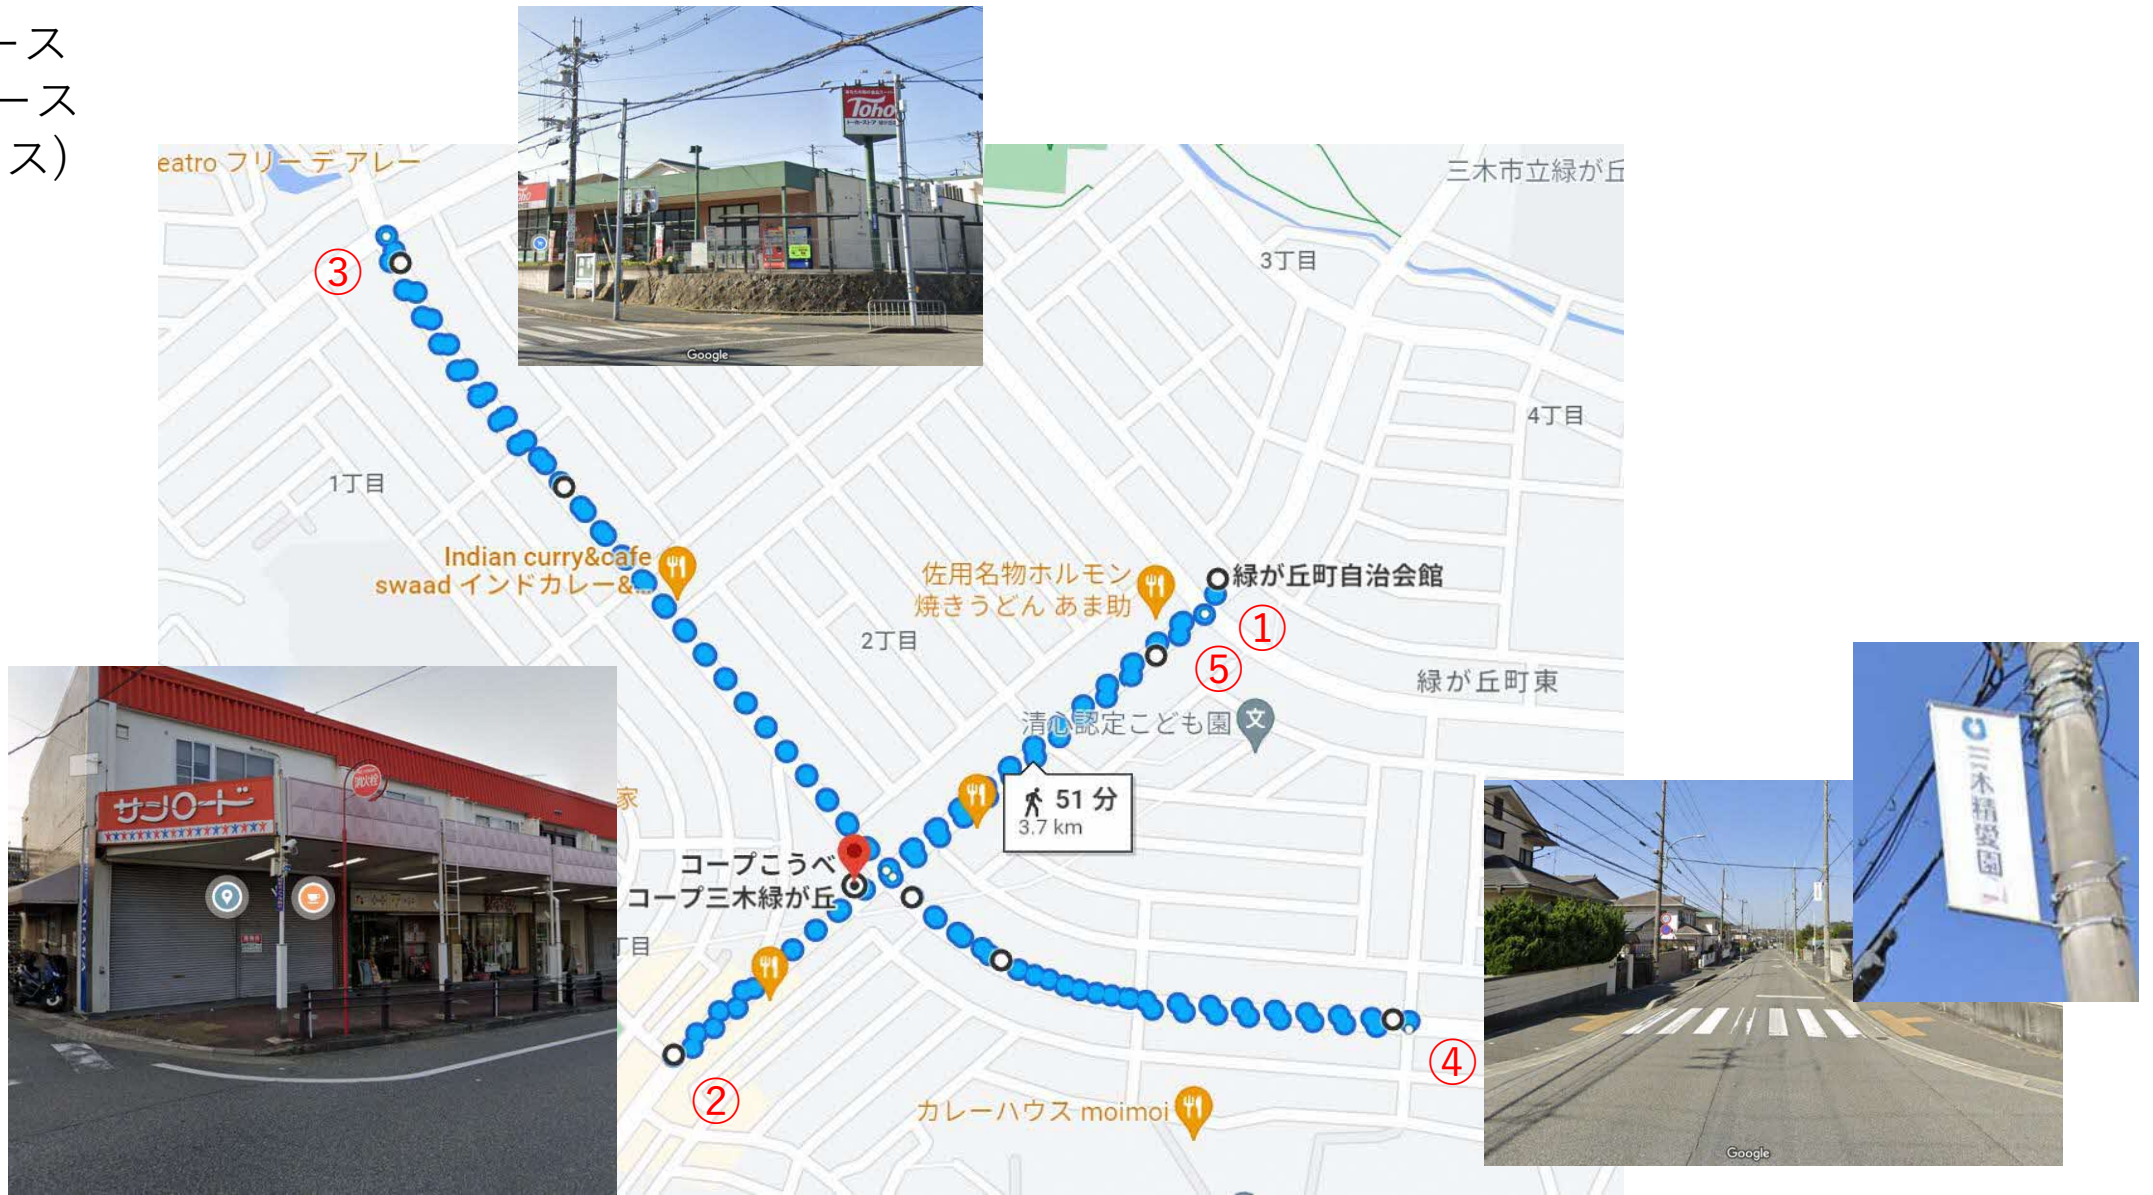 ース
ース
ス)
eatro フリー デ アレー
Toho
Google
三木市立緑が丘
③
3丁目
4丁目
1丁目
Indian curry&cafe
swaad インドカレー&...
佐用名物ホルモン
焼きうどん あま助
緑が丘町自治会館
①
2丁目
⑤
緑が丘町東
清心認定こども園
文
家
51 分
3.7 km
コープこうべ
コープ三木緑が丘
丁目
サンロード
消火栓
三木精愛園
②
④
カレーハウス moimoi
Google